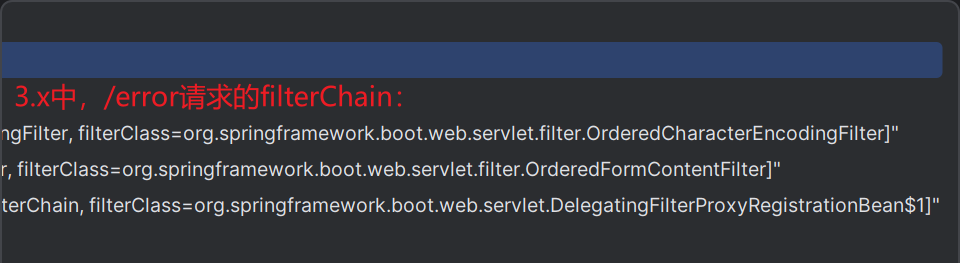 3.x中，/error请求的filterChain：
ngFilter, filterClass=org.springframework.boot.web.servlet.filter.OrderedCharacterEncodingFilter]"
r, filterClass=org.springframework.boot.web.servlet.filter.OrderedFormContentFilter]"
terChain, filterClass=org.springframework.boot.web.servlet.DelegatingFilterProxyRegistrationBean$1]"